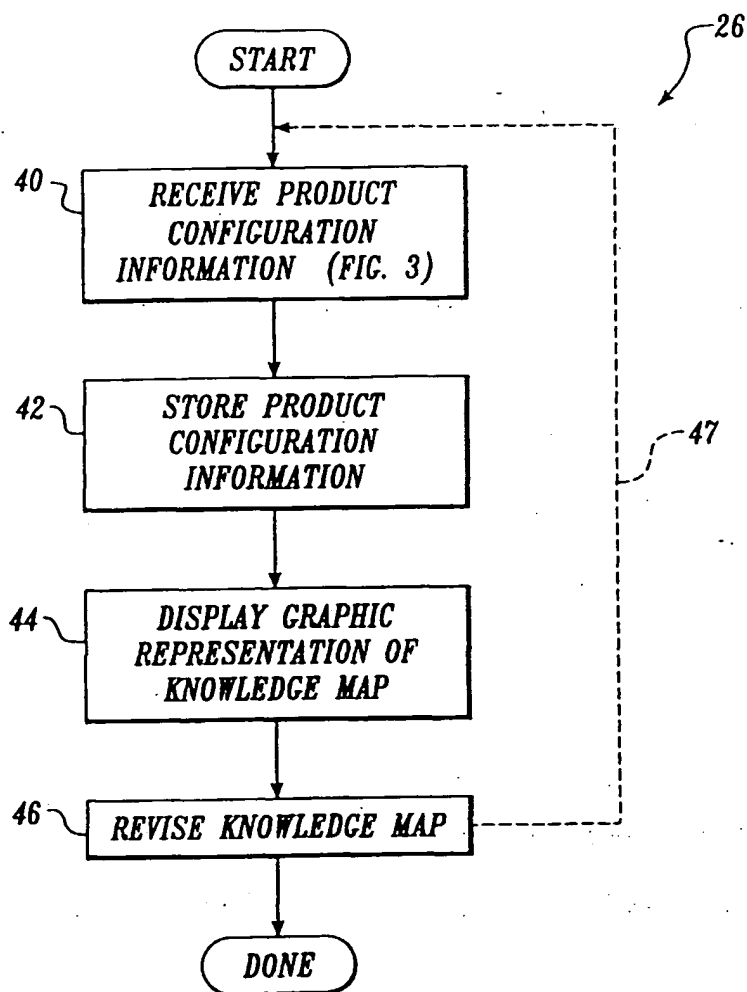 26
START
40
RECEIVE PRODUCT
CONFIGURATION
INFORMATION (FIG. 3)
42
STORE PRODUCT
CONFIGURATION
INFORMATION
47
44
DISPLAY GRAPHIC
REPRESENTATION OF
KNOWLEDGE MAP
46
REVISE KNOWLEDGE MAP
DONE